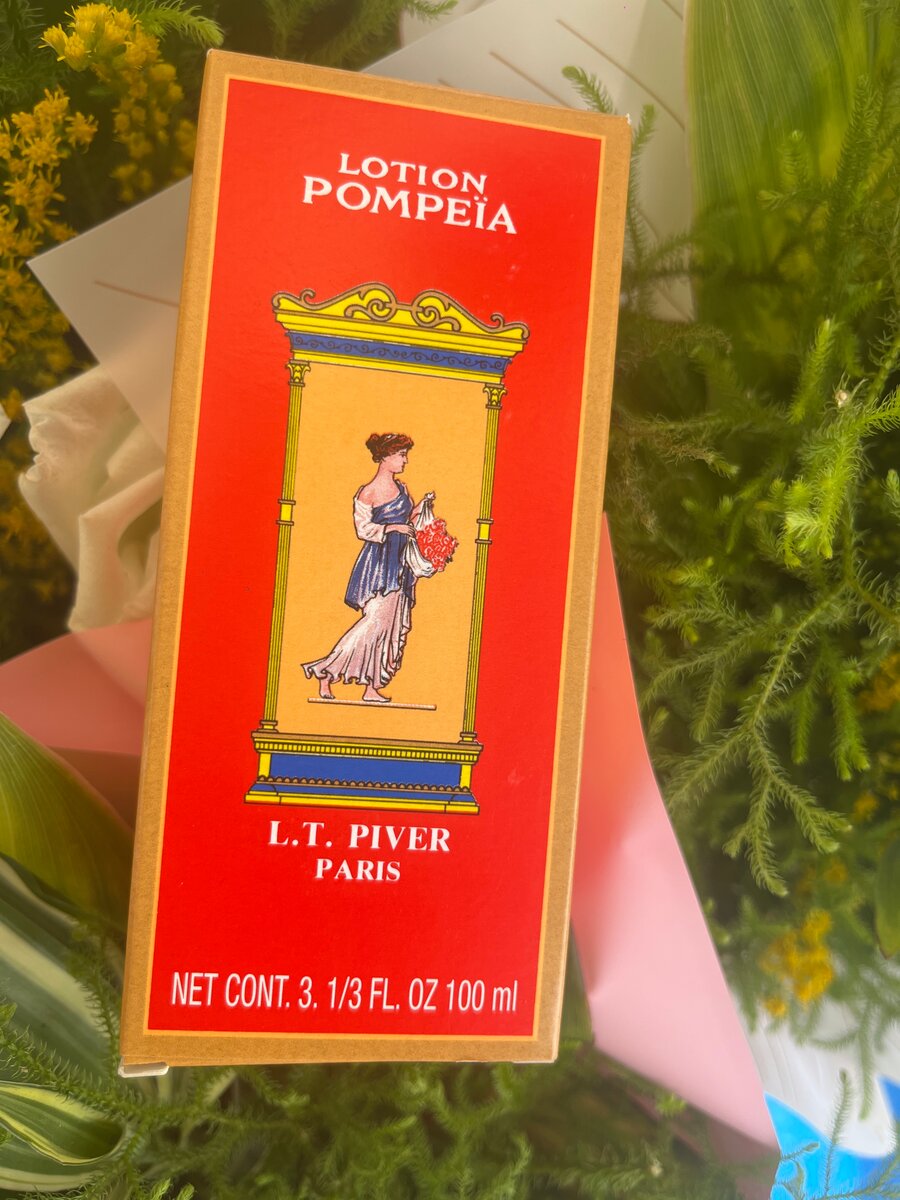 LOTION
POMPEÏA
L.T. PIVER
PARIS
NET CONT. 3. 1/3 FL. OZ 100 ml